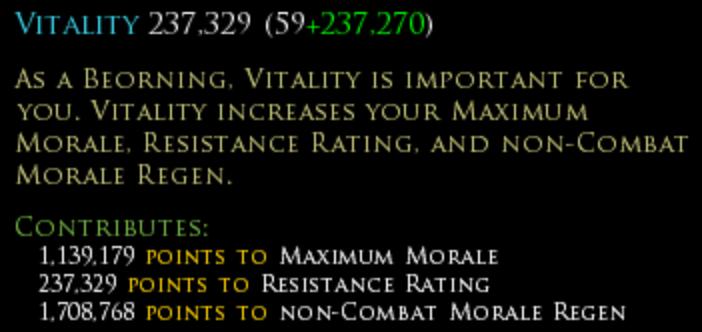 Vitality 237,329 (59+237,270)
As a Beorning, Vitality is important for
you. Vitality increases your Maximum
Morale, Resistance Rating, and non-Combat
Morale Regen.
Contributes:
1,139,179 points to Maximum Morale
237,329 points to Resistance Rating
1,708,768 points to non-Combat Morale Regen